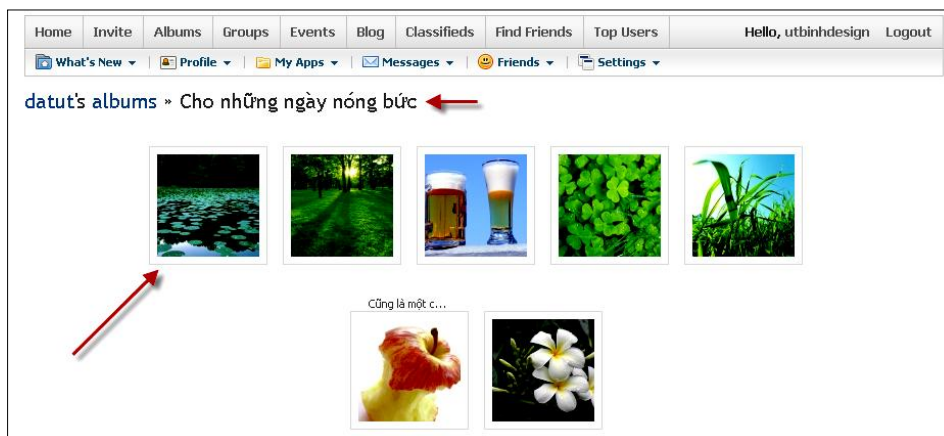 Home Invite Albums Groups Events Blog Classifieds Find Friends Top Users Hello, utbinhdesign Logout
What's New Profile My Apps Messages Friends Settings
datut's albums » Cho những ngày nóng bức
Cũng là một c...